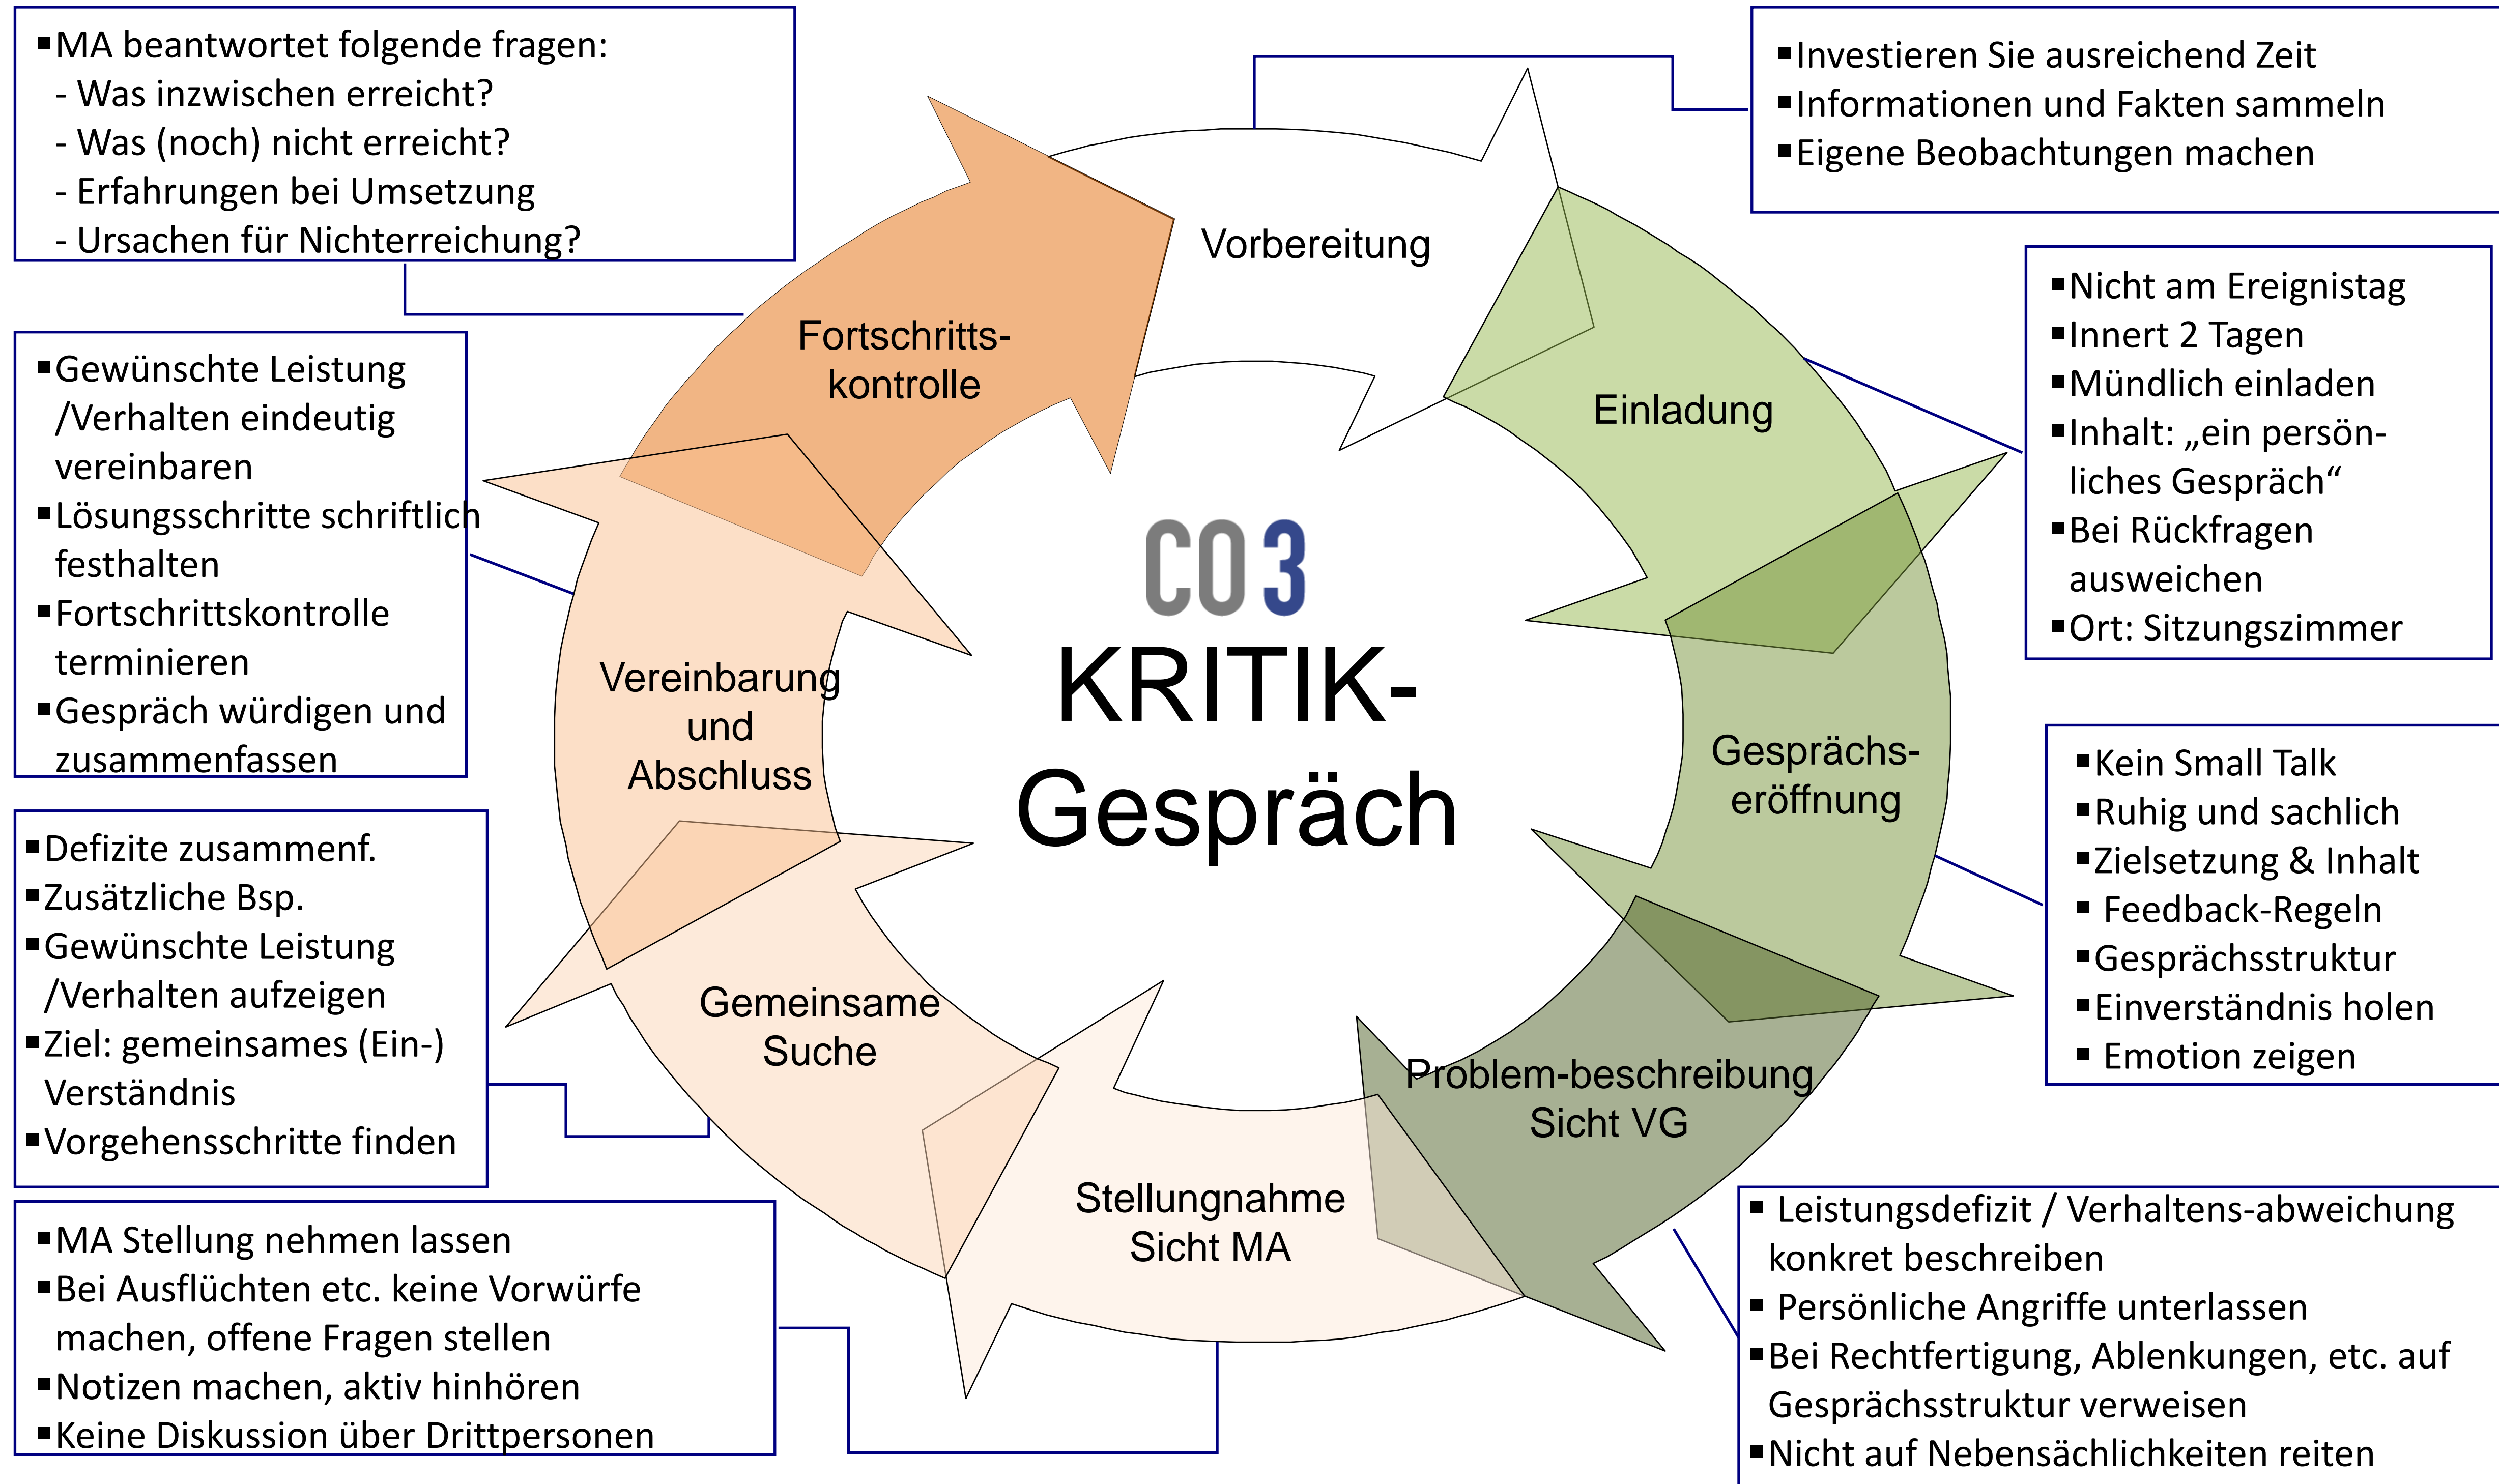 ▪MA beantwortet folgende fragen:
- Was inzwischen erreicht?
- Was (noch) nicht erreicht?
- Erfahrungen bei Umsetzung
- Ursachen für Nichterreichung?
▪Investieren Sie ausreichend Zeit
▪Informationen und Fakten sammeln
▪Eigene Beobachtungen machen
Vorbereitung
▪Nicht am Ereignistag
▪Innert 2 Tagen
▪Mündlich einladen
▪Inhalt: „ein persön-
liches Gespräch“
▪Bei Rückfragen
ausweichen
▪Ort: Sitzungszimmer
Einladung
Fortschritts-
kontrolle
▪Gewünschte Leistung
/Verhalten eindeutig
vereinbaren
▪Lösungsschritte schriftlich
festhalten
▪Fortschrittskontrolle
terminieren
▪Gespräch würdigen und
zusammenfassen
Vereinbarung
und
Abschluss
CO3
KRITIK-
Gespräch
Gesprächs-
eröffnung
▪Kein Small Talk
▪Ruhig und sachlich
▪Zielsetzung & Inhalt
▪ Feedback-Regeln
▪Gesprächsstruktur
▪Einverständnis holen
▪ Emotion zeigen
▪Defizite zusammenf.
▪Zusätzliche Bsp.
▪Gewünschte Leistung
/Verhalten aufzeigen
▪Ziel: gemeinsames (Ein-)
Verständnis
▪Vorgehensschritte finden
Gemeinsame
Suche
Problem-beschreibung
Sicht VG
Stellungnahme
Sicht MA
▪MA Stellung nehmen lassen
▪Bei Ausflüchten etc. keine Vorwürfe
machen, offene Fragen stellen
▪Notizen machen, aktiv hinhören
▪Keine Diskussion über Drittpersonen
▪ Leistungsdefizit / Verhaltens-abweichung
konkret beschreiben
▪ Persönliche Angriffe unterlassen
▪Bei Rechtfertigung, Ablenkungen, etc. auf
Gesprächsstruktur verweisen
▪Nicht auf Nebensächlichkeiten reiten